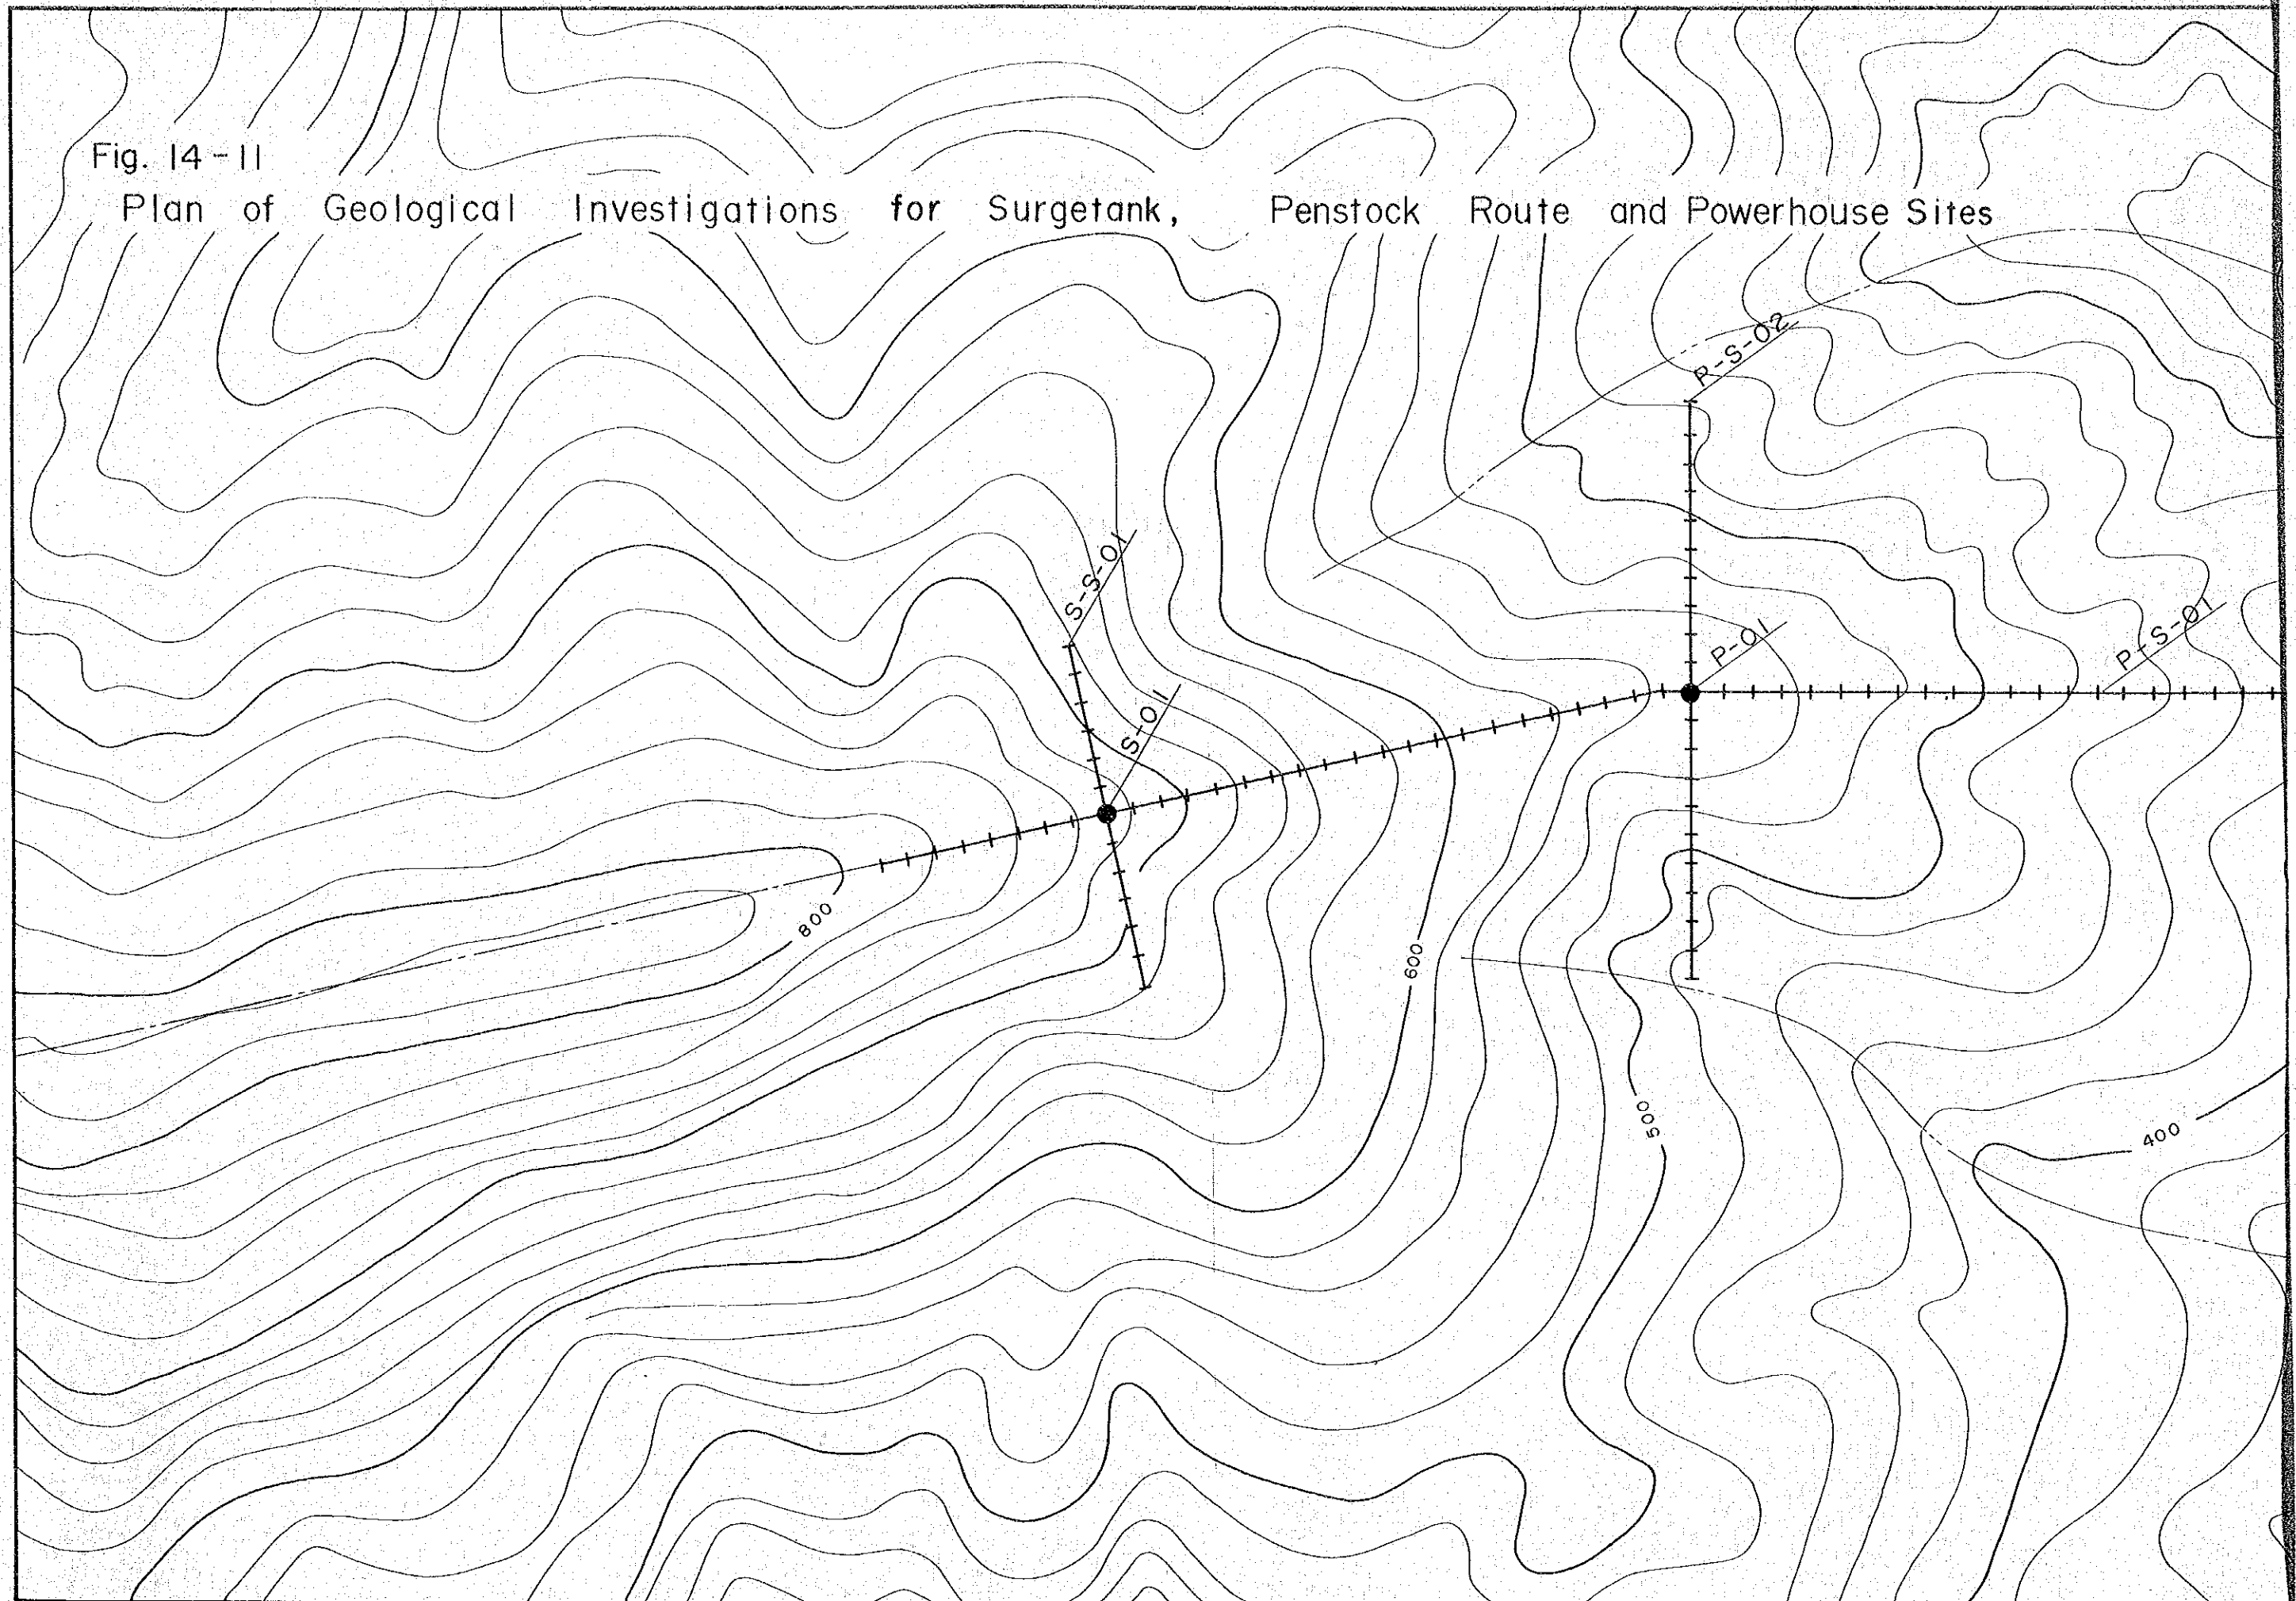 Fig. 14-11
Plan of Geological Investigations for Surgetank, Penstock Route and Powerhouse Sites
P-S-02
S-S-01
P-01
P-S-01
S-01
800
600
500
400